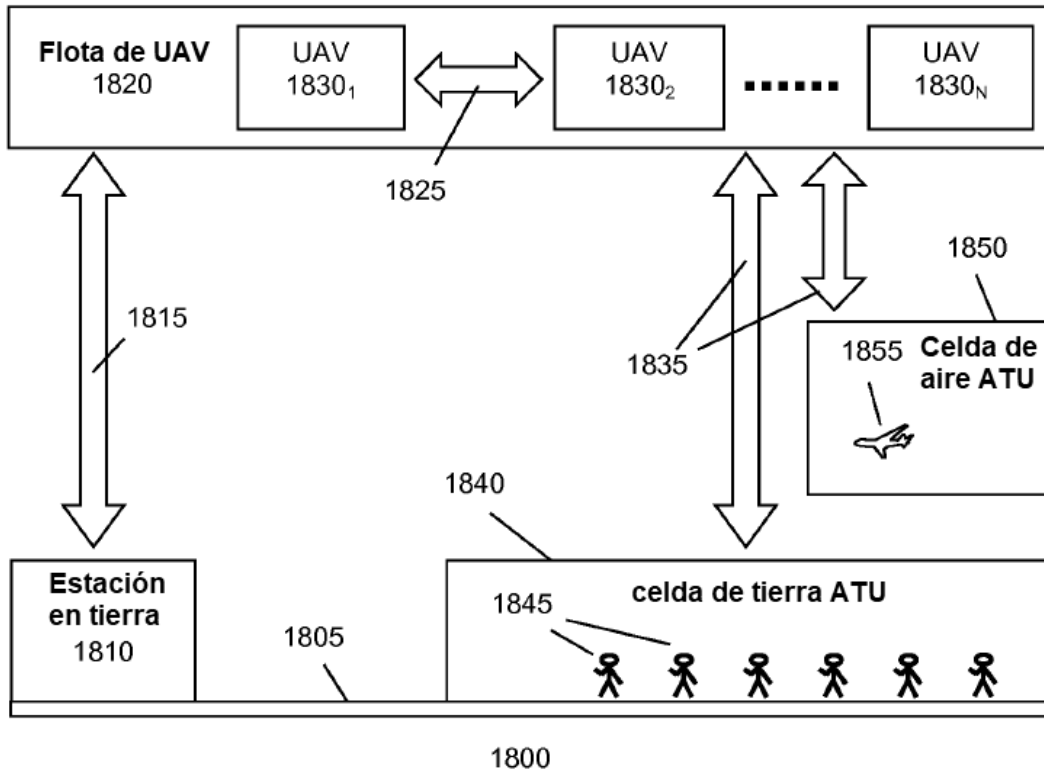 Flota de UAV
1820
UAV
1830₁
UAV
1830₂
UAV
1830N
1825
1815
1835
1850
1855
Celda de
aire ATU
1840
Estación
en tierra
1810
1805
1845
celda de tierra ATU
1800